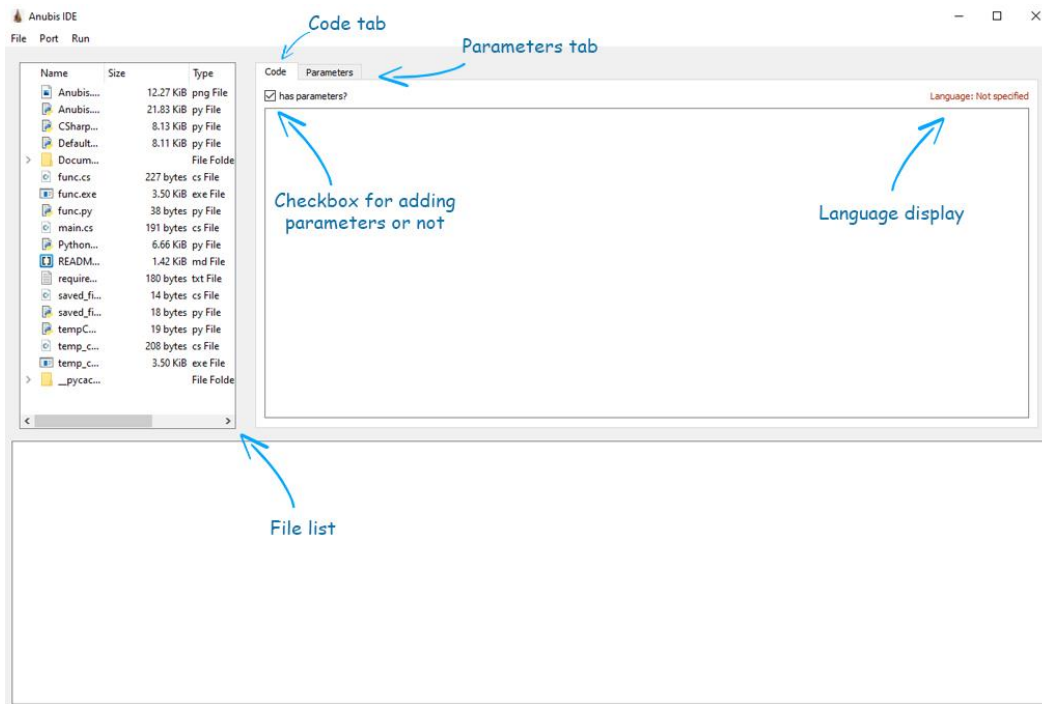 Anubis IDE
Code tab
File Port Run
Parameters tab
Name Size Type
Code Parameters
Anubis.... 12.27 KiB png File
has parameters?
Language: Not specified
Anubis.... 21.83 KiB py File
CSharp... 8.13 KiB py File
Default... 8.11 KiB py File
Docum... File Folde
func.cs 227 bytes cs File
func.exe 3.50 KiB exe File
func.py 38 bytes py File
main.cs 191 bytes cs File
Python... 6.66 KiB py File
READM... 1.42 KiB md File
require... 180 bytes txt File
saved_fi... 14 bytes cs File
saved_fi... 18 bytes py File
tempC... 19 bytes py File
temp_c... 208 bytes cs File
temp_c... 3.50 KiB exe File
__pycac... File Folde
Checkbox for adding
parameters or not
Language display
File list